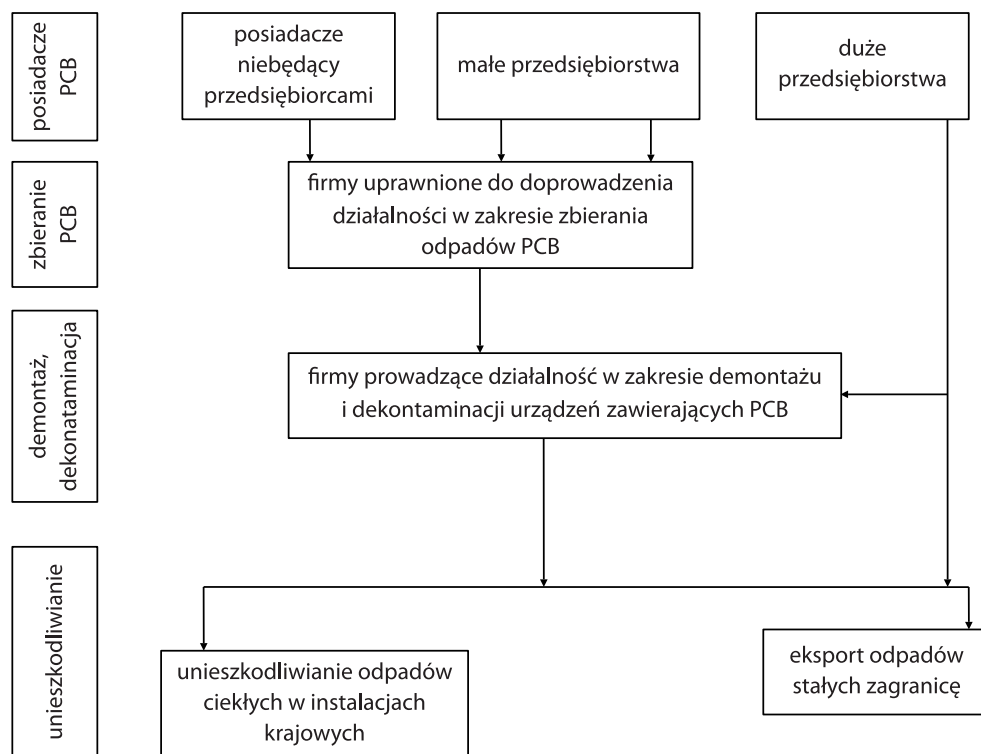 posiadacze
PCB
posiadacze
niebędący
przedsiębiorcami
małe przedsiębiorstwa
duże
przedsiębiorstwa
zbieranie
PCB
firmy uprawnione do doprowadzenia
działalności w zakresie zbierania
odpadów PCB
demontaż,
dekonataminacja
firmy prowadzące działalność w zakresie demontażu
i dekontaminacji urządzeń zawierających PCB
unieszkodliwianie
unieszkodliwianie odpadów
ciekłych w instalacjach
krajowych
eksport odpadów
stałych zagranicę